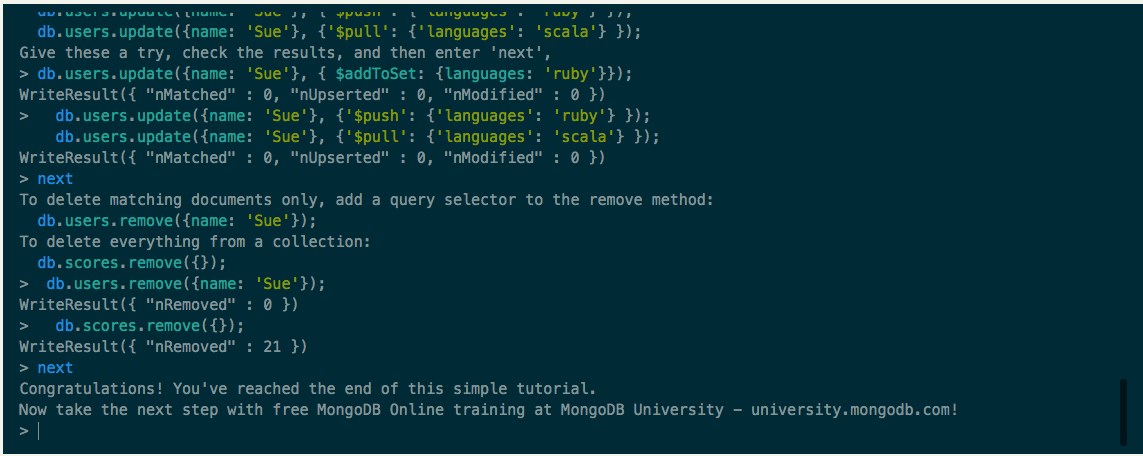 db.users.update({name: 'Sue'}, { '$push': {'languages': 'ruby'} });
db.users.update({name: 'Sue'}, {'$pull': {'languages': 'scala'} });
Give these a try, check the results, and then enter 'next',
> db.users.update({name: 'Sue'}, { $addToSet: {languages: 'ruby'}});
WriteResult({ "nMatched" : 0, "nUpserted" : 0, "nModified" : 0 })
>   db.users.update({name: 'Sue'}, {'$push': {'languages': 'ruby'} });
    db.users.update({name: 'Sue'}, {'$pull': {'languages': 'scala'} });
WriteResult({ "nMatched" : 0, "nUpserted" : 0, "nModified" : 0 })
> next
To delete matching documents only, add a query selector to the remove method:
  db.users.remove({name: 'Sue'});
To delete everything from a collection:
  db.scores.remove({});
>  db.users.remove({name: 'Sue'});
WriteResult({ "nRemoved" : 0 })
>   db.scores.remove({});
WriteResult({ "nRemoved" : 21 })
> next
Congratulations! You've reached the end of this simple tutorial.
Now take the next step with free MongoDB Online training at MongoDB University – university.mongodb.com!
>